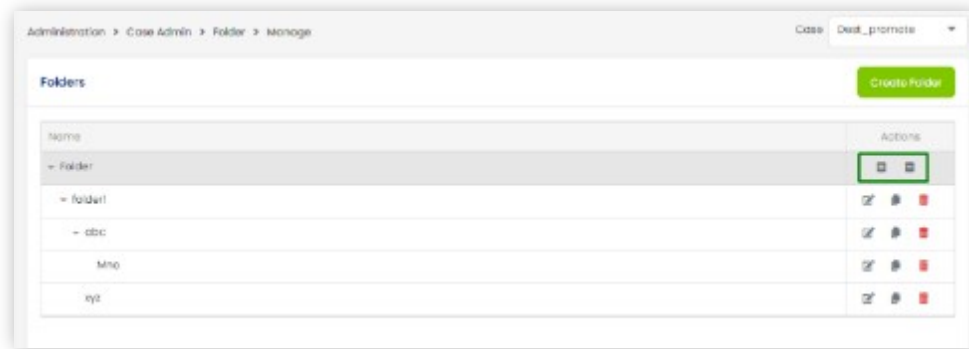 Administration > Case Admin > Folder > Manage
Case Dest_promote
Folders
Create Folder
Name Actions
Folder
folder1
abc
Mno
xyz